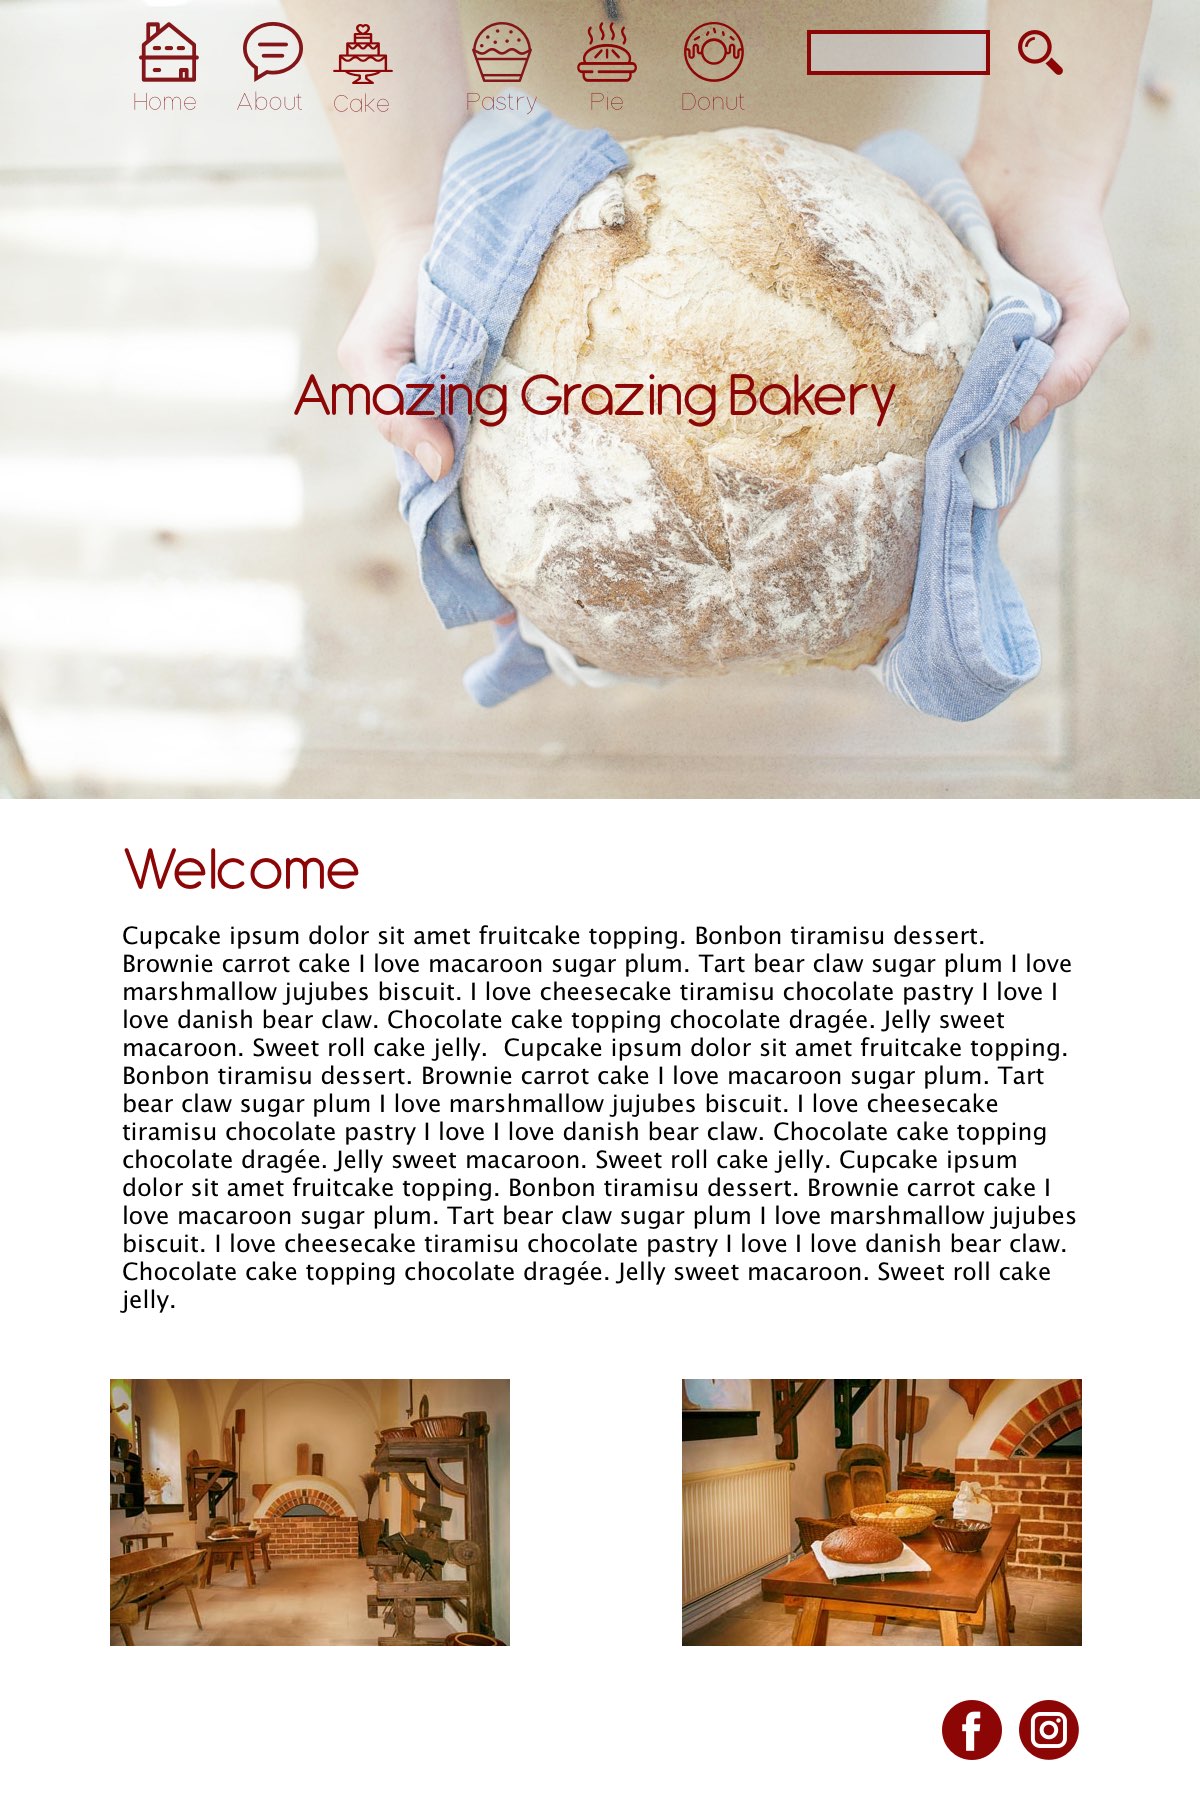 Home About Cake Pastry Pie Donut
Amazing Grazing Bakery
Welcome
Cupcake ipsum dolor sit amet fruitcake topping. Bonbon tiramisu dessert.
Brownie carrot cake I love macaroon sugar plum. Tart bear claw sugar plum I love
marshmallow jujubes biscuit. I love cheesecake tiramisu chocolate pastry I love I
love danish bear claw. Chocolate cake topping chocolate dragée. Jelly sweet
macaroon. Sweet roll cake jelly.  Cupcake ipsum dolor sit amet fruitcake topping.
Bonbon tiramisu dessert. Brownie carrot cake I love macaroon sugar plum. Tart
bear claw sugar plum I love marshmallow jujubes biscuit. I love cheesecake
tiramisu chocolate pastry I love I love danish bear claw. Chocolate cake topping
chocolate dragée. Jelly sweet macaroon. Sweet roll cake jelly. Cupcake ipsum
dolor sit amet fruitcake topping. Bonbon tiramisu dessert. Brownie carrot cake I
love macaroon sugar plum. Tart bear claw sugar plum I love marshmallow jujubes
biscuit. I love cheesecake tiramisu chocolate pastry I love I love danish bear claw.
Chocolate cake topping chocolate dragée. Jelly sweet macaroon. Sweet roll cake
jelly.